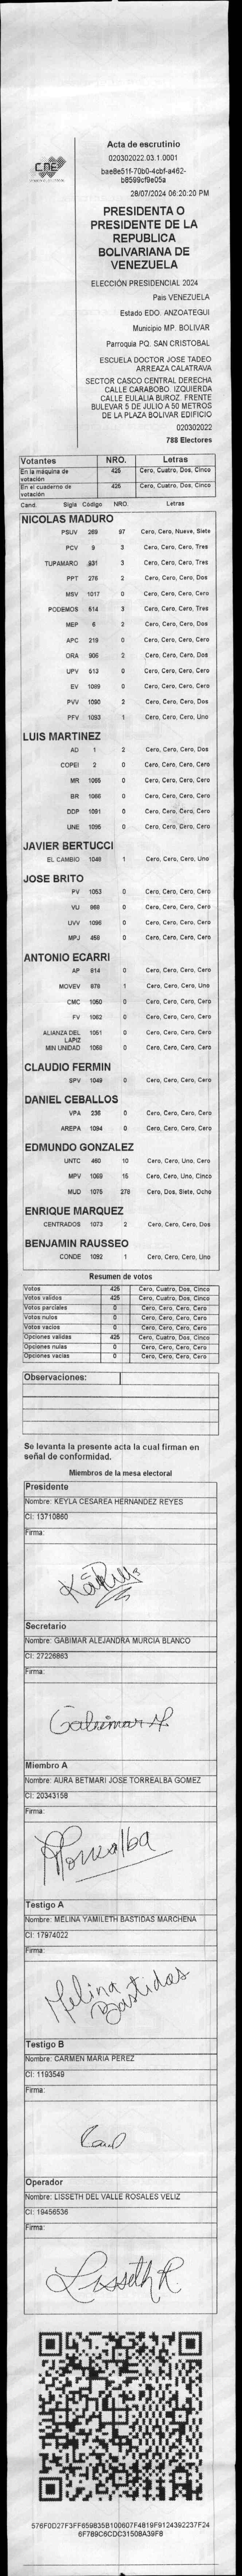 CNE
Acta de escrutinio
020302022.03.1.0001
bae8e51f-70b0-4cbf-a462-
b8599cf9e05a
28/07/2024 06:20:20 PM
PRESIDENTA O
PRESIDENTE DE LA
REPUBLICA
BOLIVARIANA DE
VENEZUELA
ELECCIÓN PRESIDENCIAL 2024
Pais VENEZUELA
Estado EDO. ANZOATEGUI
Municipio MP. BOLIVAR
Parroquia PQ. SAN CRISTOBAL
ESCUELA DOCTOR JOSE TADEO
ARREAZA CALATRAVA
SECTOR CASCO CENTRAL DERECHA
CALLE CARABOBO. IZQUIERDA
CALLE EULALIA BUROZ. FRENTE
BULEVAR 5 DE JULIO A 50 METROS
DE LA PLAZA BOLIVAR EDIFICIO
020302022
788 Electores
Votantes NRO. Letras
En la máquina de votación 425 Cero, Cuatro, Dos, Cinco
En el cuaderno de votación 425 Cero, Cuatro, Dos, Cinco
Cand. Sigla Código NRO. Letras
NICOLAS MADURO
PSUV 269 97 Cero, Cero, Nueve, Siete
PCV 9 3 Cero, Cero, Cero, Tres
TUPAMARO 931 3 Cero, Cero, Cero, Tres
PPT 276 2 Cero, Cero, Cero, Dos
MSV 1017 0 Cero, Cero, Cero, Cero
PODEMOS 614 3 Cero, Cero, Cero, Tres
MEP 6 2 Cero, Cero, Cero, Dos
APC 219 0 Cero, Cero, Cero, Cero
ORA 906 2 Cero, Cero, Cero, Dos
UPV 513 0 Cero, Cero, Cero, Cero
EV 1089 0 Cero, Cero, Cero, Cero
PVV 1090 2 Cero, Cero, Cero, Dos
PFV 1093 1 Cero, Cero, Cero, Uno
LUIS MARTINEZ
AD 1 2 Cero, Cero, Cero, Dos
COPEI 2 0 Cero, Cero, Cero, Cero
MR 1065 0 Cero, Cero, Cero, Cero
BR 1066 0 Cero, Cero, Cero, Cero
DDP 1091 0 Cero, Cero, Cero, Cero
UNE 1095 0 Cero, Cero, Cero, Cero
JAVIER BERTUCCI
EL CAMBIO 1048 1 Cero, Cero, Cero, Uno
JOSE BRITO
PV 1053 0 Cero, Cero, Cero, Cero
VU 868 0 Cero, Cero, Cero, Cero
UVV 1096 0 Cero, Cero, Cero, Cero
MPJ 458 0 Cero, Cero, Cero, Cero
ANTONIO ECARRI
AP 814 0 Cero, Cero, Cero, Cero
MOVEV 878 1 Cero, Cero, Cero, Uno
CMC 1050 0 Cero, Cero, Cero, Cero
FV 1082 0 Cero, Cero, Cero, Cero
ALIANZA DEL LAPIZ 1051 0 Cero, Cero, Cero, Cero
MIN UNIDAD 1058 0 Cero, Cero, Cero, Cero
CLAUDIO FERMIN
SPV 1049 0 Cero, Cero, Cero, Cero
DANIEL CEBALLOS
VPA 236 0 Cero, Cero, Cero, Cero
AREPA 1094 0 Cero, Cero, Cero, Cero
EDMUNDO GONZALEZ
UNTC 460 10 Cero, Cero, Uno, Cero
MPV 1069 15 Cero, Cero, Uno, Cinco
MUD 1075 278 Cero, Dos, Siete, Ocho
ENRIQUE MARQUEZ
CENTRADOS 1073 2 Cero, Cero, Cero, Dos
BENJAMIN RAUSSEO
CONDE 1092 1 Cero, Cero, Cero, Uno
Resumen de votos
Votos 425 Cero, Cuatro, Dos, Cinco
Votos validos 425 Cero, Cuatro, Dos, Cinco
Votos parciales 0 Cero, Cero, Cero, Cero
Votos nulos 0 Cero, Cero, Cero, Cero
Votos vacios 0 Cero, Cero, Cero, Cero
Opciones validas 425 Cero, Cuatro, Dos, Cinco
Opciones nulas 0 Cero, Cero, Cero, Cero
Opciones vacias 0 Cero, Cero, Cero, Cero
Observaciones:
Se levanta la presente acta la cual firman en
señal de conformidad.
Miembros de la mesa electoral
Presidente
Nombre: KEYLA CESAREA HERNANDEZ REYES
CI: 13710860
Firma:
Secretario
Nombre: GABIMAR ALEJANDRA MURCIA BLANCO
CI: 27226863
Firma:
Gabimar M
Miembro A
Nombre: AURA BETMARI JOSE TORREALBA GOMEZ
CI: 20343158
Firma:
Testigo A
Nombre: MELINA YAMILETH BASTIDAS MARCHENA
CI: 17974022
Firma:
Melina
Bastidas
Testigo B
Nombre: CARMEN MARIA PEREZ
CI: 1193549
Firma:
Operador
Nombre: LISSETH DEL VALLE ROSALES VELIZ
CI: 19456536
Firma:
Lisseth R
576F0D27F3FF659835B100607F4819F9124392237F24
6F789C6CDC31508A39F8